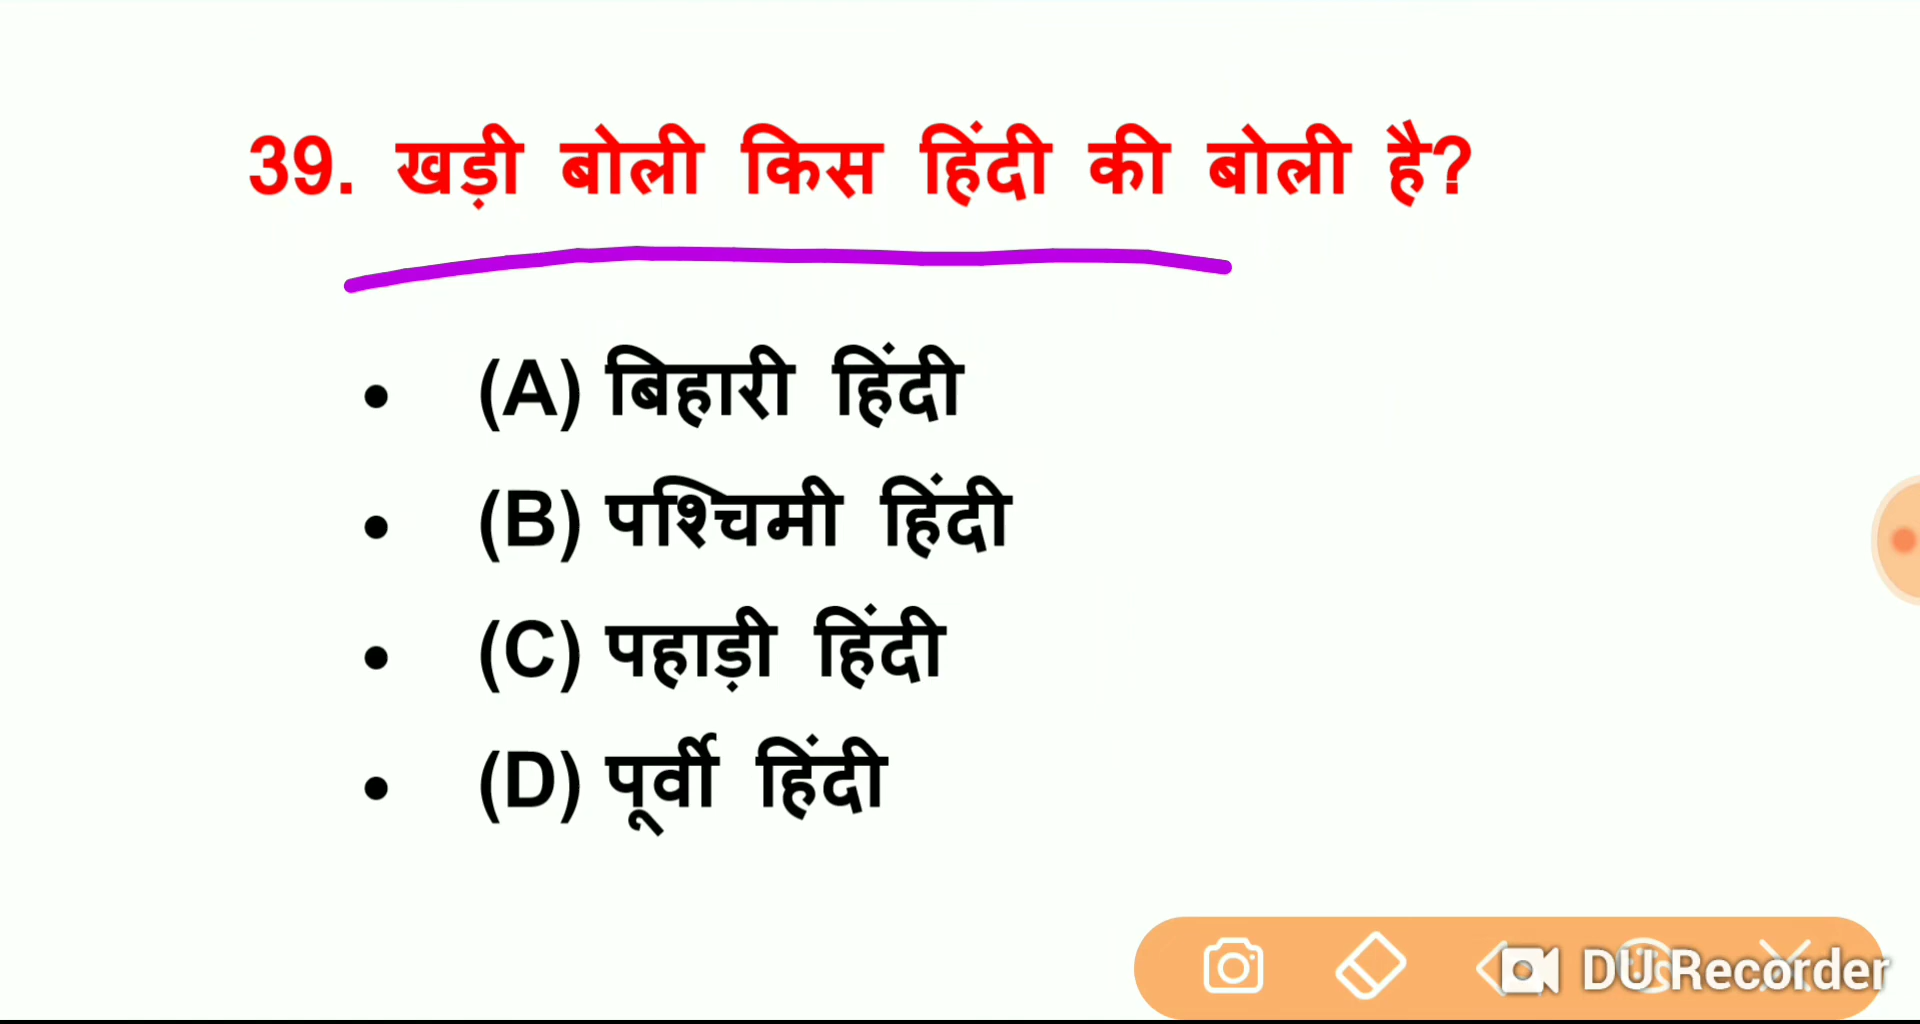 39. खड़ी बोली किस हिंदी की बोली है?
• (A) बिहारी हिंदी
• (B) पश्चिमी हिंदी
• (C) पहाड़ी हिंदी
• (D) पूर्वी हिंदी
DU Recorder